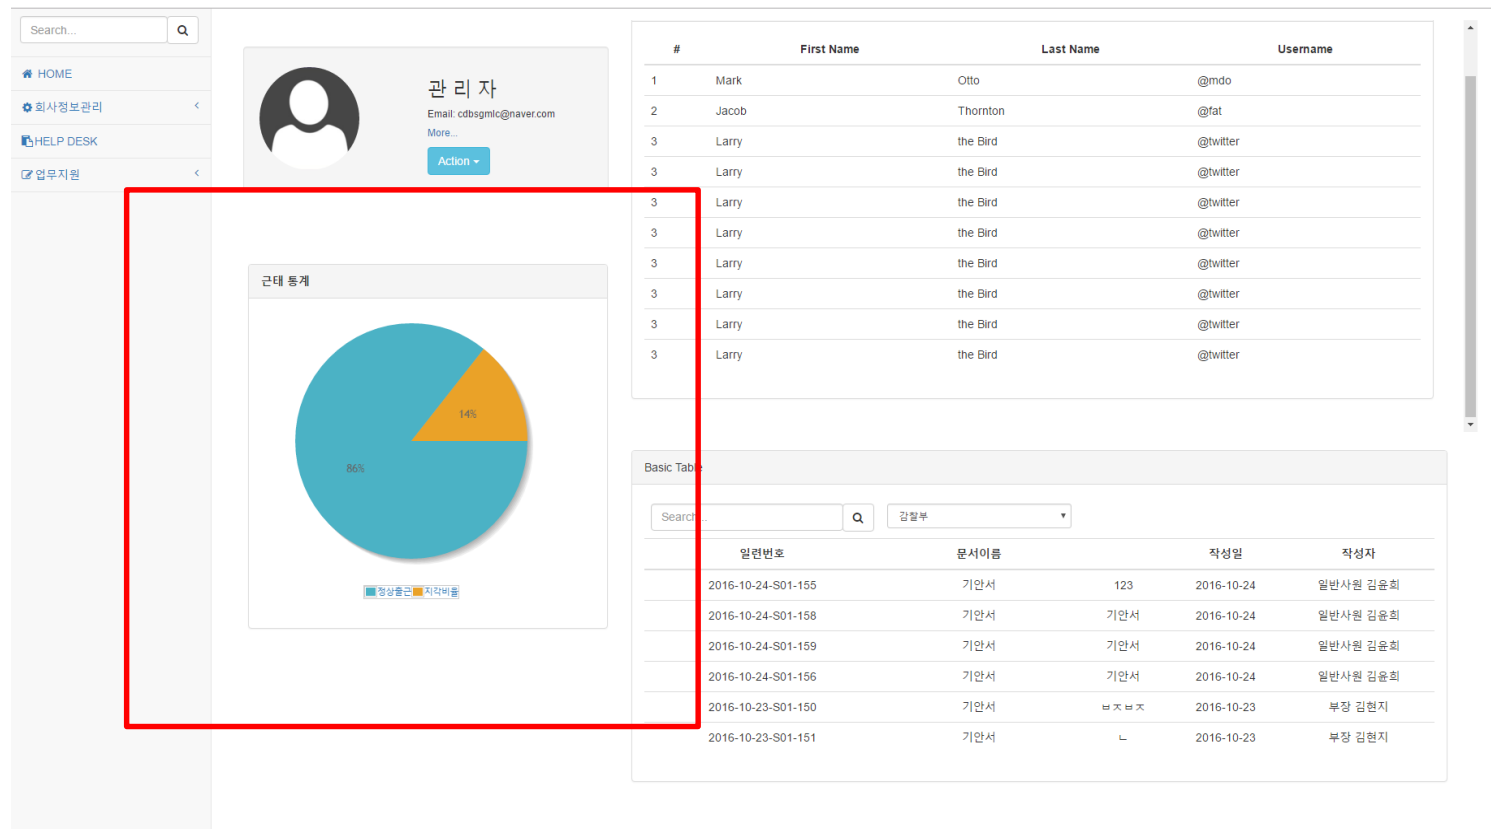 Search...
HOME
회사정보관리
HELP DESK
업무지원
관 리 자
Email: cdbsgmlc@naver.com
More...
Action
근태 통계
14%
86%
정상출근 지각비율
# First Name Last Name Username
1 Mark Otto @mdo
2 Jacob Thornton @fat
3 Larry the Bird @twitter
3 Larry the Bird @twitter
3 Larry the Bird @twitter
3 Larry the Bird @twitter
3 Larry the Bird @twitter
3 Larry the Bird @twitter
3 Larry the Bird @twitter
3 Larry the Bird @twitter
Basic Table
Search...
감찰부
일련번호 문서이름 작성일 작성자
2016-10-24-S01-155 기안서 123 2016-10-24 일반사원 김윤희
2016-10-24-S01-158 기안서 기안서 2016-10-24 일반사원 김윤희
2016-10-24-S01-159 기안서 기안서 2016-10-24 일반사원 김윤희
2016-10-24-S01-156 기안서 기안서 2016-10-24 일반사원 김윤희
2016-10-23-S01-150 기안서 ㅂㅈㅂㅈ 2016-10-23 부장 김현지
2016-10-23-S01-151 기안서 ㄴ 2016-10-23 부장 김현지